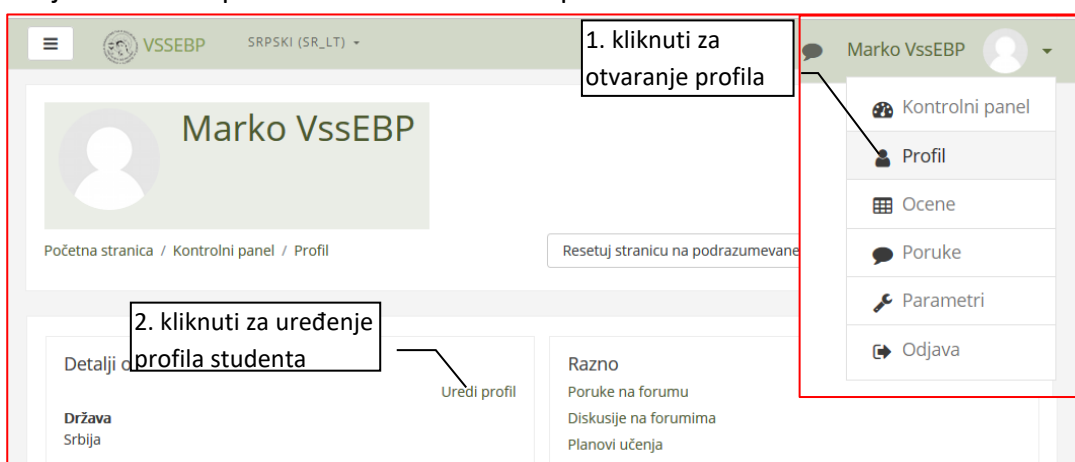 VSSEBP
SRPSKI (SR_LT)
1. kliknuti za
otvaranje profila
Marko VssEBP
Kontrolni panel
Profil
Ocene
Poruke
Parametri
Odjava
Marko VssEBP
Početna stranica / Kontrolni panel / Profil
Resetuj stranicu na podrazumevane
2. kliknuti za uređenje
profila studenta
Detalji o
Uredi profil
Država
Srbija
Razno
Poruke na forumu
Diskusije na forumima
Planovi učenja